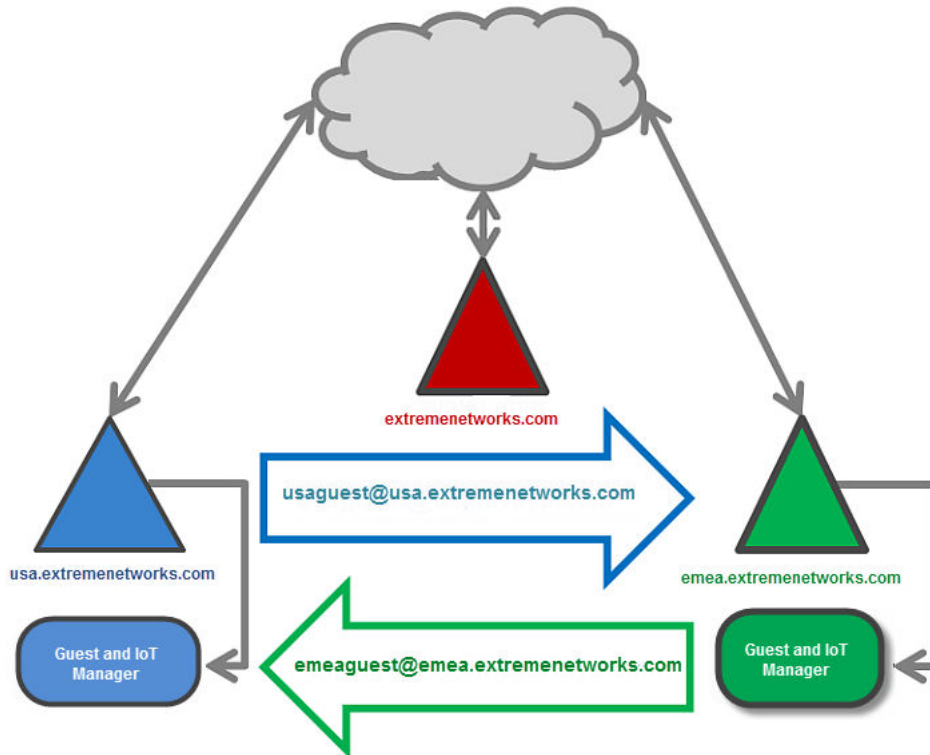 extremenetworks.com
usaguest@usa.extremenetworks.com
usa.extremenetworks.com
emea.extremenetworks.com
Guest and IoT
Manager
emeaguest@emea.extremenetworks.com
Guest and IoT
Manager